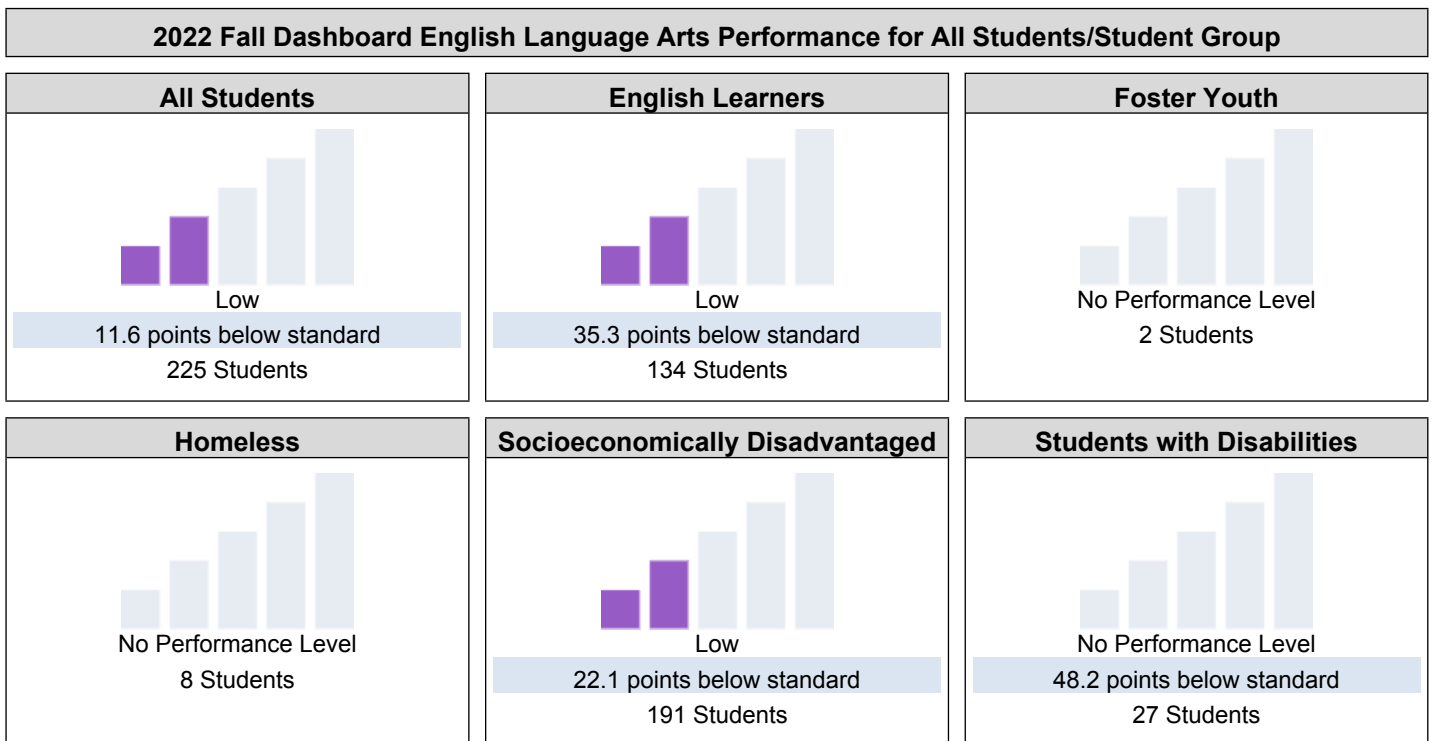 2022 Fall Dashboard English Language Arts Performance for All Students/Student Group
All Students
Low
11.6 points below standard
225 Students
English Learners
Low
35.3 points below standard
134 Students
Foster Youth
No Performance Level
2 Students
Homeless
No Performance Level
8 Students
Socioeconomically Disadvantaged
Low
22.1 points below standard
191 Students
Students with Disabilities
No Performance Level
48.2 points below standard
27 Students